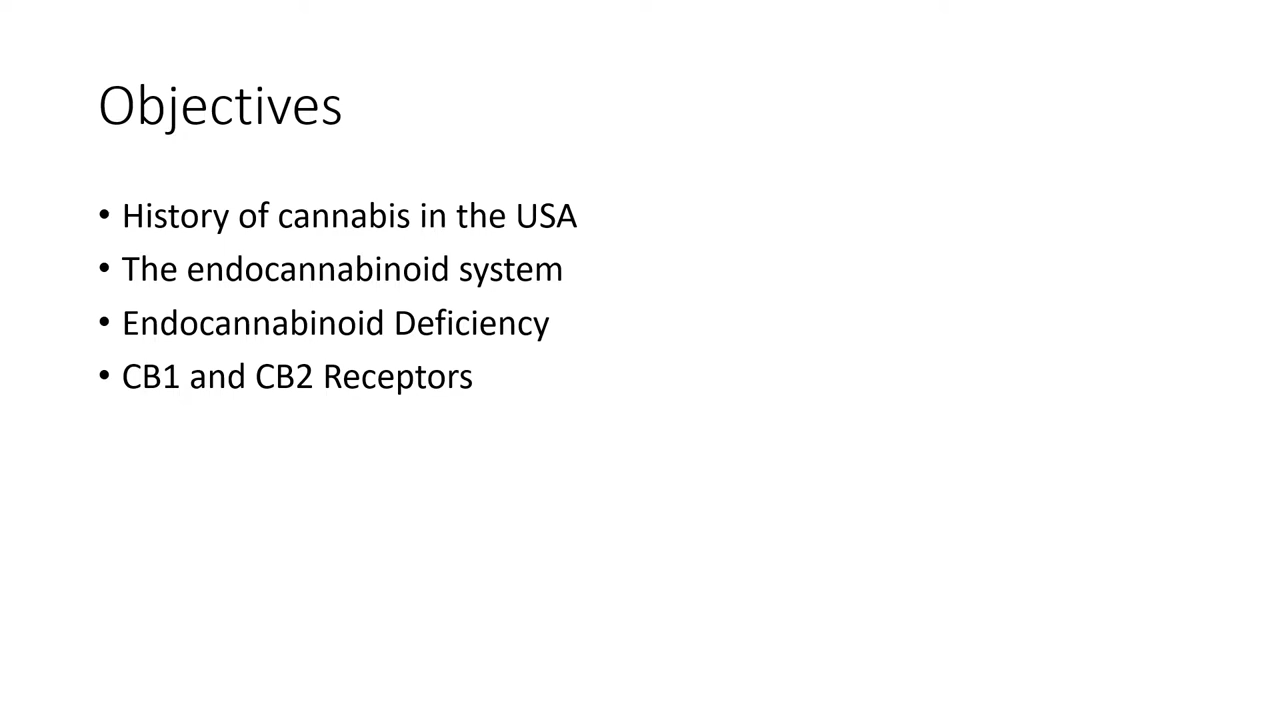 Objectives
• History of cannabis in the USA
• The endocannabinoid system
• Endocannabinoid Deficiency
• CB1 and CB2 Receptors